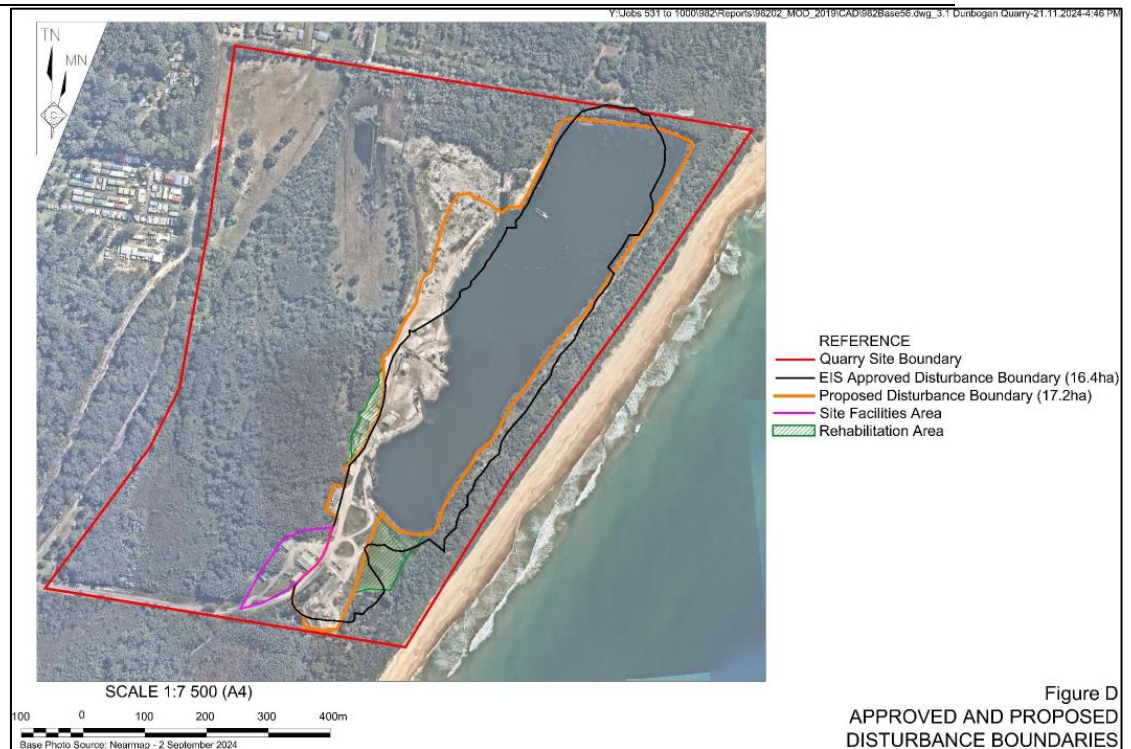 Y:\Jobs 531 to 1000\982\Reports\98202_MOD_2019\CAD\982Base56.dwg_3.1 Dunbogan Quarry-21.11.2024-4:46 PM
TN
MN
REFERENCE
Quarry Site Boundary
EIS Approved Disturbance Boundary (16.4ha)
Proposed Disturbance Boundary (17.2ha)
Site Facilities Area
Rehabilitation Area
SCALE 1:7 500 (A4)
100 0 100 200 300 400m
Base Photo Source: Nearmap - 2 September 2024
Figure D
APPROVED AND PROPOSED
DISTURBANCE BOUNDARIES